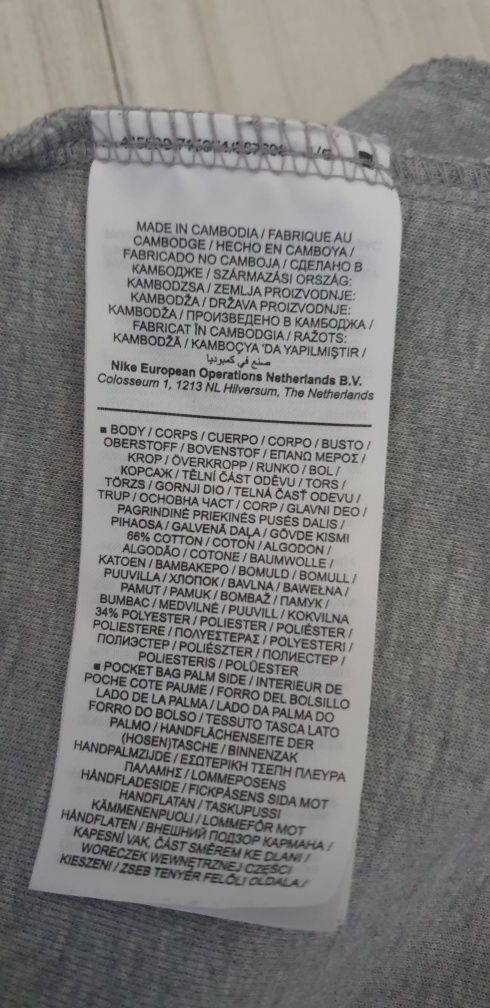 MADE IN CAMBODIA / FABRIQUE AU
CAMBODGE / HECHO EN CAMBOYA /
FABRICADO NO CAMBOJA / СДЕЛАНО В
КАМБОДЖЕ / SZÁRMAZÁSI ORSZÁG:
KAMBODZSA / ZEMLJA PROIZVODNJE:
KAMBODŽA / DRŽAVA PROIZVODNJE:
KAMBODŽA / ПРОИЗВЕДЕНО В КАМБОДЖА /
FABRICAT ÎN CAMBODGIA / RAŽOTS:
KAMBODŽĀ / KAMBOÇYA 'DA YAPILMIŞTIR /
صنع في كمبوديا
Nike European Operations Netherlands B.V.
Colosseum 1, 1213 NL Hilversum, The Netherlands
■ BODY / CORPS / CUERPO / CORPO / BUSTO /
OBERSTOFF / BOVENSTOF / ΕΠΑΝΩ ΜΕΡΟΣ /
KROP / ÖVERKROPP / RUNKO / BOL /
КОРСАЖ / TĚLNÍ ČÁST ODĚVU / TORS /
TÖRZS / GORNJI DIO / TELNÁ ČASŤ ODEVU /
TRUP / ОСНОВНА ЧАСТ / CORP / GLAVNI DEO /
PAGRINDINĖ PRIEKINĖS PUSĖS DALIS /
PIHAOSA / GALVENĀ DAĻA / GÖVDE KISMI
66% COTTON / COTON / ALGODON /
ALGODÃO / COTONE / BAUMWOLLE /
KATOEN / ΒΑΜΒΑΚΕΡΟ / BOMULD / BOMULL /
PUUVILLA / ХЛОПОК / BAVLNA / BAWEŁNA /
PAMUT / PAMUK / BOMBAŽ / ПАМУК /
BUMBAC / MEDVILNĖ / PUUVILL / KOKVILNA
34% POLYESTER / POLIESTER / POLIÉSTER /
POLIESTERE / ΠΟΛΥΕΣΤΕΡΑΣ / POLYESTERI /
ПОЛИЭСТЕР / POLIÉSZTER / ПОЛИЕСТЕР /
POLIESTERIS / POLÜESTER
■ POCKET BAG PALM SIDE / INTERIEUR DE
POCHE COTE PAUME / FORRO DEL BOLSILLO
LADO DE LA PALMA / LADO DA PALMA DO
FORRO DO BOLSO / TESSUTO TASCA LATO
PALMO / HANDFLÄCHENSEITE DER
(HOSEN)TASCHE / BINNENZAK
HANDPALMZIJDE / ΕΣΩΤΕΡΙΚΗ ΤΣΕΠΗ ΠΛΕΥΡΑ
ΠΑΛΑΜΗΣ / LOMMEPOSENS
HÅNDFLADESIDE / FICKPÅSENS SIDA MOT
HANDFLATAN / TASKUPUSSI
KÄMMENENPUOLI / LOMMEFÔR MOT
HÅNDFLATEN / ВНЕШНИЙ ПОДЗОР КАРМАНА /
KAPESNÍ VAK, ČÁST SMĚREM KE DLANI /
WORECZEK WEWNĘTRZNEJ CZĘŚCI
KIESZENI / ZSEB TENYÉR FELŐLI OLDALA /